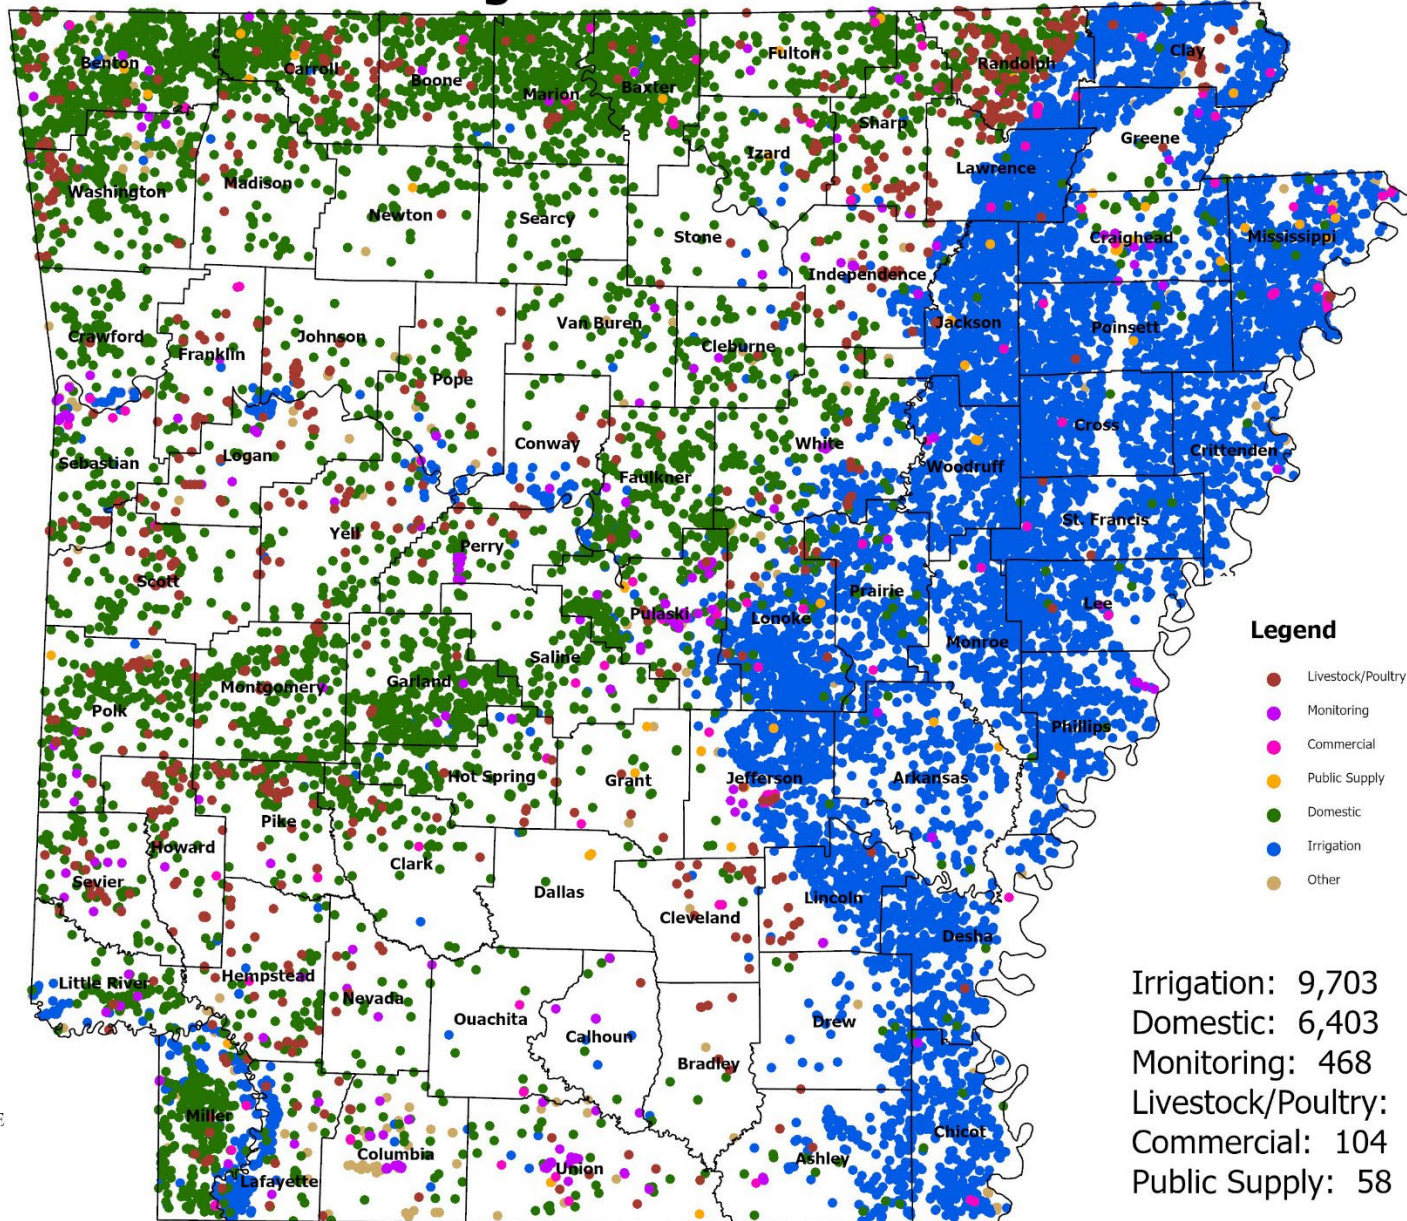 Benton
Carroll
Boone
Marion
Baxter
Fulton
Randolph
Clay
Sharp
Greene
Izard
Lawrence
Washington
Madison
Newton
Searcy
Stone
Independence
Craighead
Mississippi
Crawford
Franklin
Johnson
Pope
Van Buren
Cleburne
Jackson
Poinsett
Sebastian
Logan
Conway
Faulkner
White
Woodruff
Cross
Crittenden
Yell
Perry
St. Francis
Scott
Pulaski
Lonoke
Prairie
Lee
Monroe
Saline
Garland
Montgomery
Polk
Phillips
Hot Spring
Grant
Jefferson
Arkansas
Pike
Howard
Clark
Sevier
Dallas
Cleveland
Lincoln
Desha
Little River
Hempstead
Nevada
Ouachita
Calhoun
Drew
Bradley
Miller
Columbia
Lafayette
Union
Ashley
Chicot
E
Legend
Livestock/Poultry
Monitoring
Commercial
Public Supply
Domestic
Irrigation
Other
Irrigation: 9,703
Domestic: 6,403
Monitoring: 468
Livestock/Poultry:
Commercial: 104
Public Supply: 58